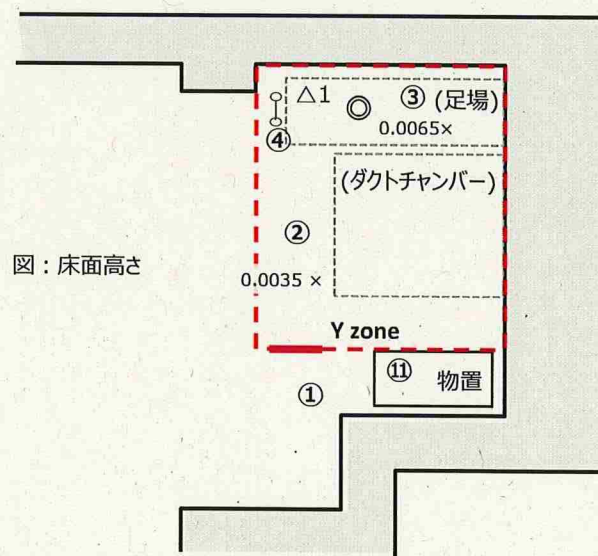 △1
③ (足場)
0.0065×
④
(ダクトチャンバー)
②
図：床面高さ
0.0035 ×
Y zone
⑪ 物置
①